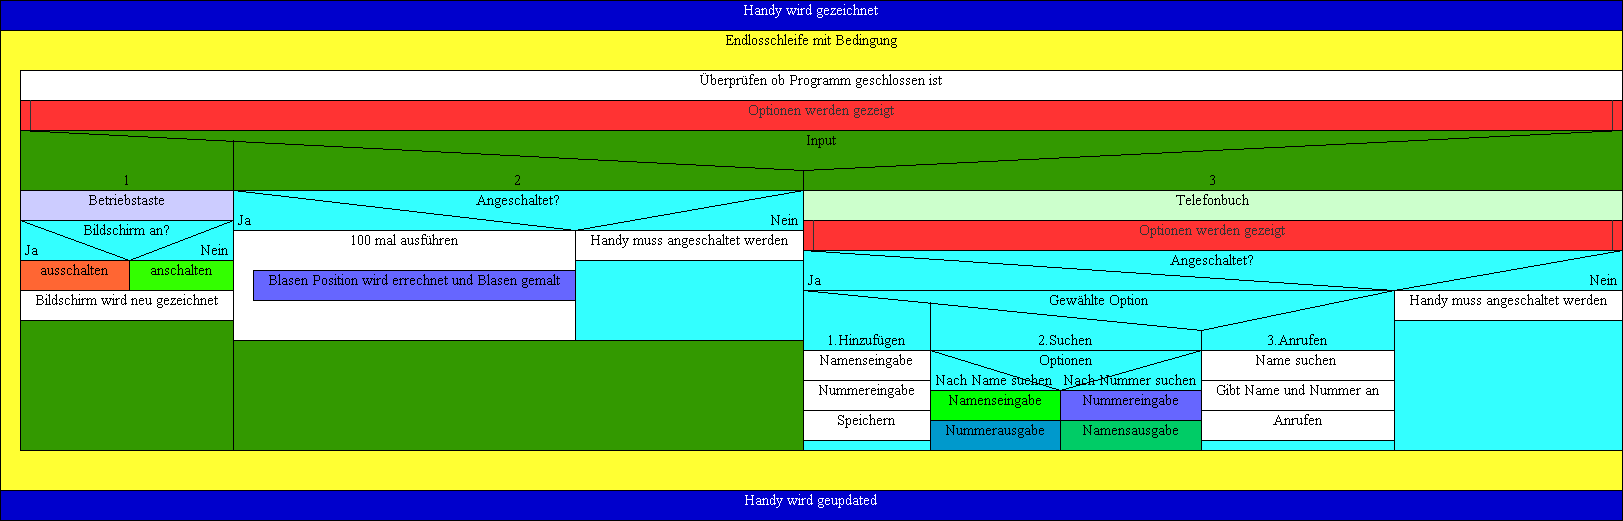 Handy wird gezeichnet
Endlosschleife mit Bedingung
Überprüfen ob Programm geschlossen ist
Optionen werden gezeigt
Input
1
2
3
Betriebstaste
Bildschirm an?
Ja
Nein
ausschalten
anschalten
Bildschirm wird neu gezeichnet
Angeschaltet?
Ja
Nein
100 mal ausführen
Blasen Position wird errechnet und Blasen gemalt
Handy muss angeschaltet werden
Telefonbuch
Optionen werden gezeigt
Angeschaltet?
Ja
Nein
Gewählte Option
1.Hinzufügen
2.Suchen
3.Anrufen
Namenseingabe
Nummereingabe
Speichern
Optionen
Nach Name suchen
Nach Nummer suchen
Namenseingabe
Nummereingabe
Nummerausgabe
Namensausgabe
Name suchen
Gibt Name und Nummer an
Anrufen
Handy muss angeschaltet werden
Handy wird geupdated